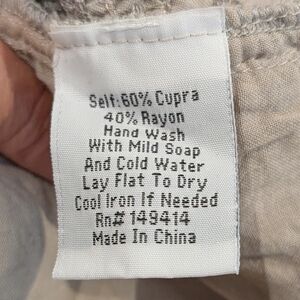 Self:60% Cupra
40% Rayon
Hand Wash
With Mild Soap
And Cold Water
Lay Flat To Dry
Cool Iron If Needed
Rn# 149414
Made In China